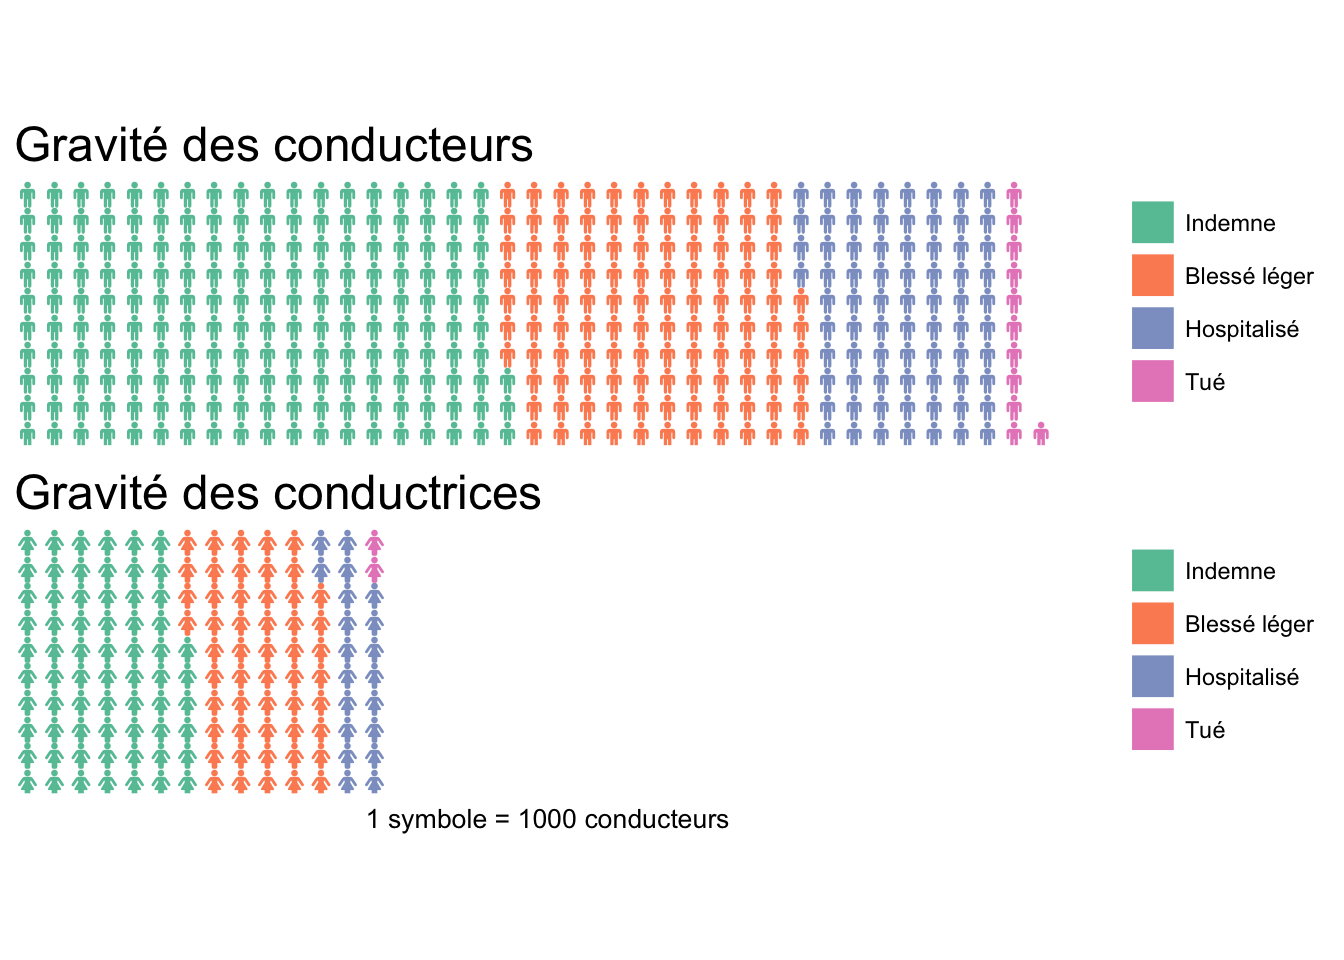 Gravité des conducteurs
Indemne
Blessé léger
Hospitalisé
Tué
Gravité des conductrices
Indemne
Blessé léger
Hospitalisé
Tué
1 symbole = 1000 conducteurs